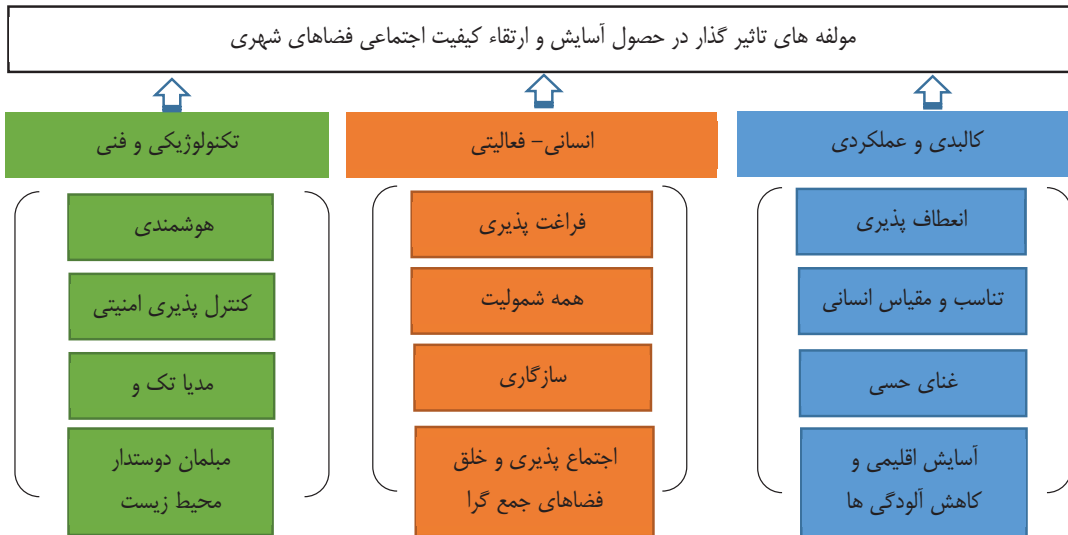 مولفه های تاثیر گذار در حصول آسایش و ارتقاء کیفیت اجتماعی فضاهای شهری
کالبدی و عملکردی
انعطاف پذیری
تناسب و مقیاس انسانی
غنای حسی
آسایش اقلیمی و
کاهش آلودگی ها
انسانی- فعالیتی
فراغت پذیری
همه شمولیت
سازگاری
اجتماع پذیری و خلق
فضاهای جمع گرا
تکنولوژیکی و فنی
هوشمندی
کنترل پذیری امنیتی
مدیا تک و
مبلمان دوستدار
محیط زیست